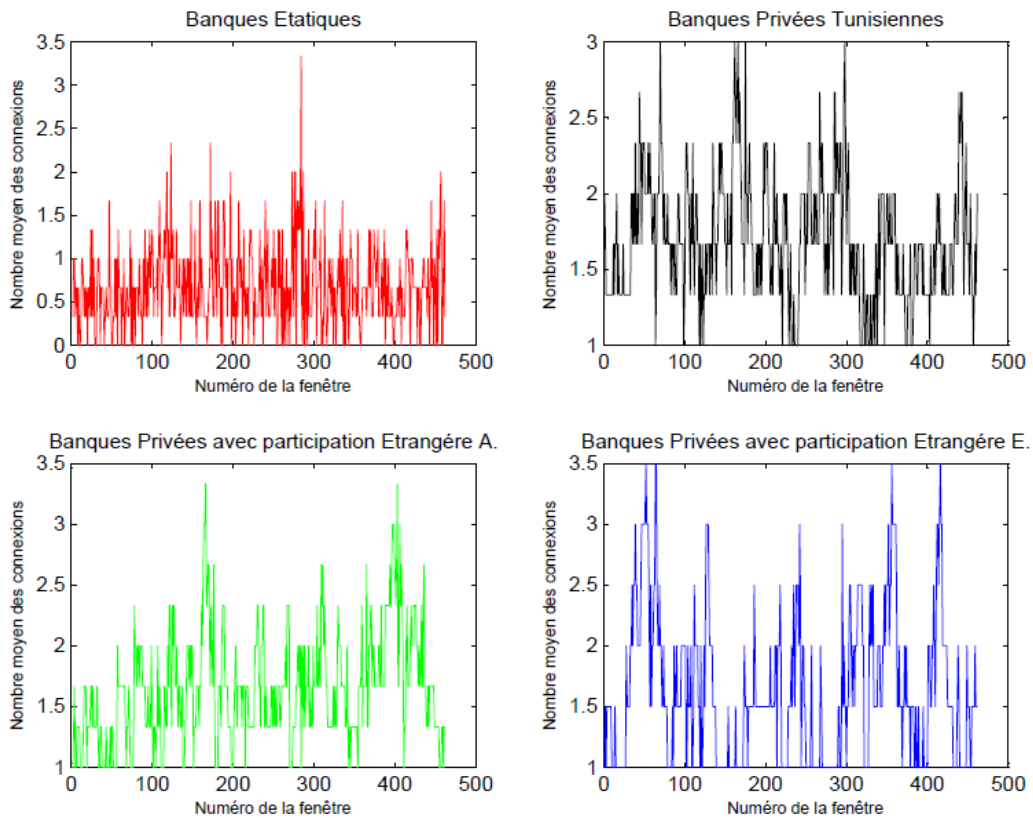 Banques Etatiques
Nombre moyen des connexions
3.5
3
2.5
2
1.5
1
0.5
0
0 100 200 300 400 500
Numéro de la fenêtre
Banques Privées Tunisiennes
Nombre moyen des connexions
3
2.5
2
1.5
1
0 100 200 300 400 500
Numéro de la fenêtre
Banques Privées avec participation Etrangére A.
Nombre moyen des connexions
3.5
3
2.5
2
1.5
1
0 100 200 300 400 500
Numéro de la fenêtre
Banques Privées avec participation Etrangére E.
Nombre moyen des connexions
3.5
3
2.5
2
1.5
1
0 100 200 300 400 500
Numéro de la fenêtre